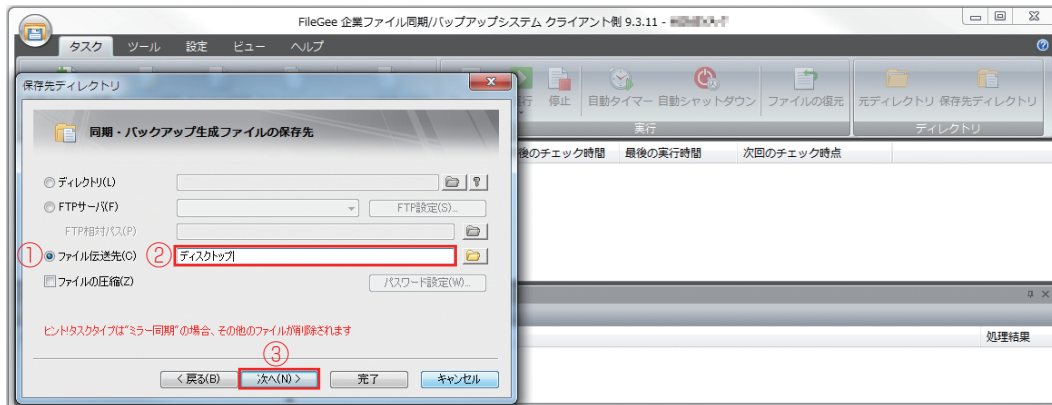 FileGee 企業ファイル同期/バップアップシステム クライアント側 9.3.11 -
タスク ツール 設定 ビュー ヘルプ
保存先ディレクトリ
停止 自動タイマー 自動シャットダウン ファイルの復元 元ディレクトリ 保存先ディレクトリ
実行 ディレクトリ
同期・バックアップ生成ファイルの保存先
後のチェック時間 最後の実行時間 次回のチェック時点
ディレクトリ(L)
FTPサーバ(F) FTP設定(S)...
FTP相対パス(P)
① ファイル伝送先(C) ② ディスクトップ
ファイルの圧縮(Z) パスワード設定(W)...
ヒントタスクタイプは"ミラー同期"の場合、その他のファイルが削除されます
処理結果
③
< 戻る(B) 次へ(N) > 完了 キャンセル